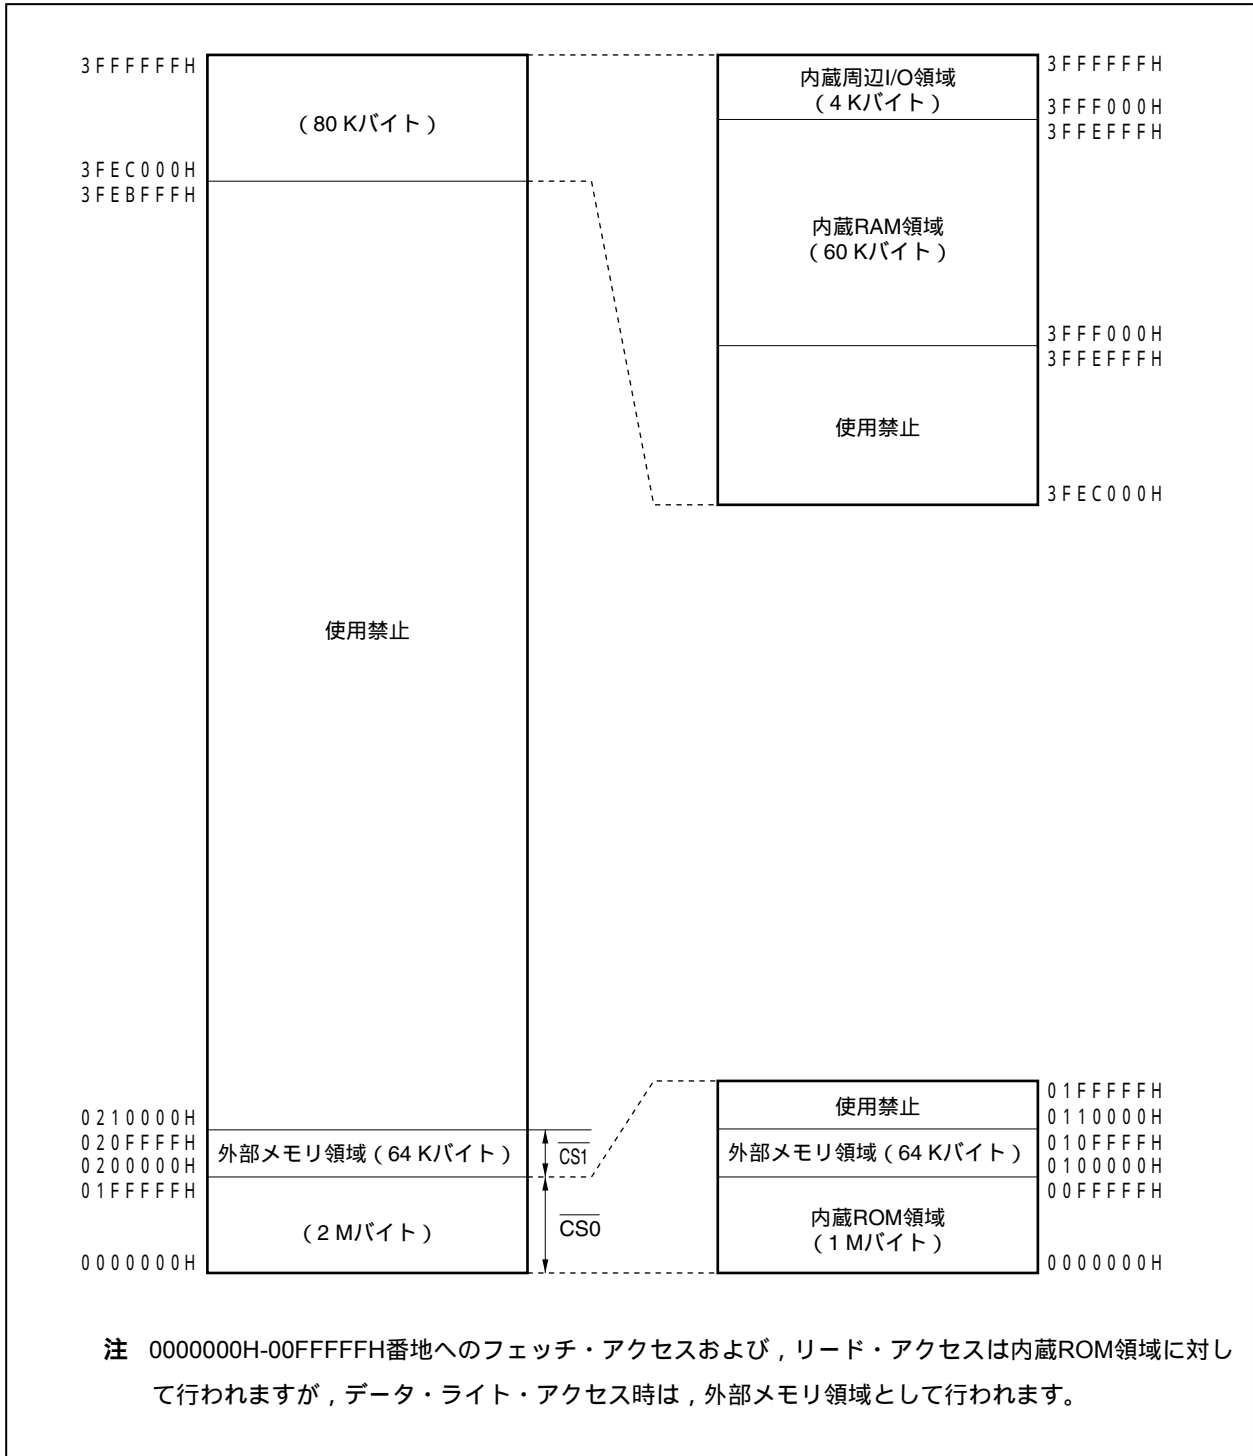 3FFFFFFH
(80 Kバイト)
3FEC000H
3FEBFFFH
使用禁止
0210000H
020FFFFH
0200000H
外部メモリ領域(64 Kバイト)
CS1
01FFFFFH
(2 Mバイト)
CS0
0000000H
内蔵周辺I/O領域
(4 Kバイト)
3FFFFFFH
3FFF000H
3FFEFFFH
内蔵RAM領域
(60 Kバイト)
3FFF000H
3FFEFFFH
使用禁止
3FEC000H
使用禁止
01FFFFFH
0110000H
外部メモリ領域(64 Kバイト)
010FFFFH
0100000H
00FFFFFH
内蔵ROM領域
(1 Mバイト)
0000000H
注 0000000H-00FFFFFH番地へのフェッチ・アクセスおよび,リード・アクセスは内蔵ROM領域に対し
て行われますが,データ・ライト・アクセス時は,外部メモリ領域として行われます。